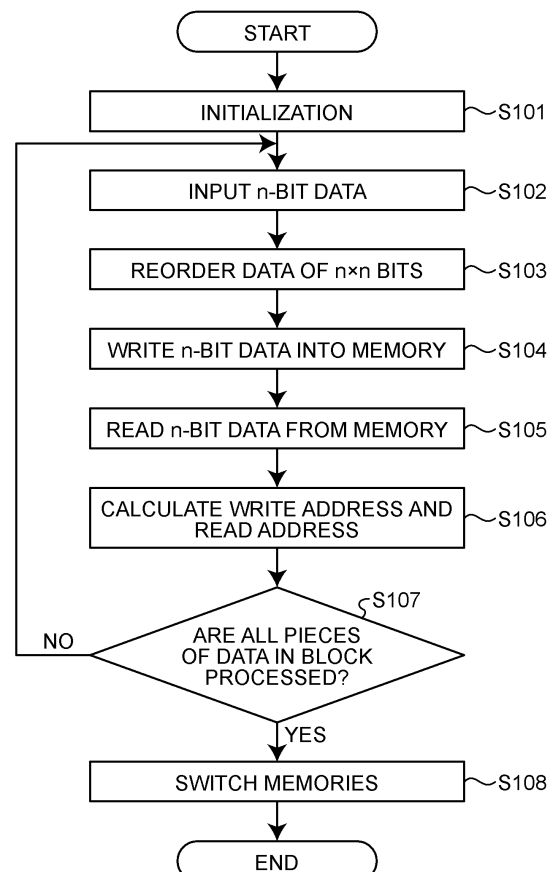 START
INITIALIZATION
S101
INPUT n-BIT DATA
S102
REORDER DATA OF n×n BITS
S103
WRITE n-BIT DATA INTO MEMORY
S104
READ n-BIT DATA FROM MEMORY
S105
CALCULATE WRITE ADDRESS AND
READ ADDRESS
S106
S107
NO
ARE ALL PIECES
OF DATA IN BLOCK
PROCESSED?
YES
SWITCH MEMORIES
S108
END